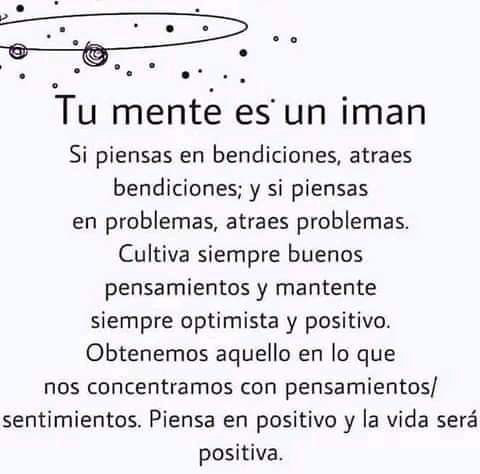 Tu mente es un iman
Si piensas en bendiciones, atraes
bendiciones; y si piensas
en problemas, atraes problemas.
Cultiva siempre buenos
pensamientos y mantente
siempre optimista y positivo.
Obtenemos aquello en lo que
nos concentramos con pensamientos/
sentimientos. Piensa en positivo y la vida será
positiva.